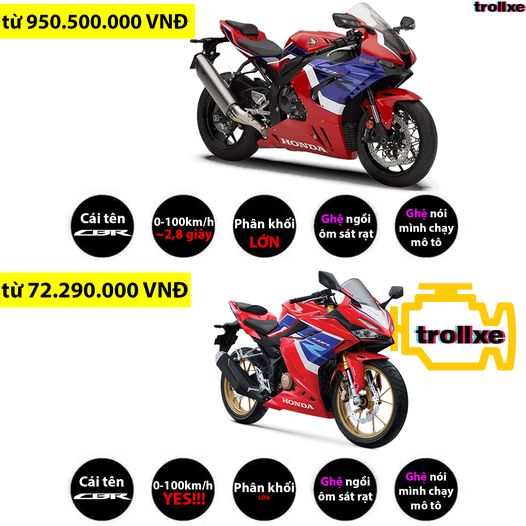 từ 950.500.000 VNĐ
trollxe
HONDA
Cái tên
CBR
0-100km/h
~2,8 giây
Phân khối
LỚN
Ghệ ngồi
ôm sát rạt
Ghệ nói
mình chạy
mô tô
từ 72.290.000 VNĐ
trollxe
HONDA
Cái tên
CBR
0-100km/h
YES!!!
Phân khối
LỚN
Ghệ ngồi
ôm sát rạt
Ghệ nói
mình chạy
mô tô